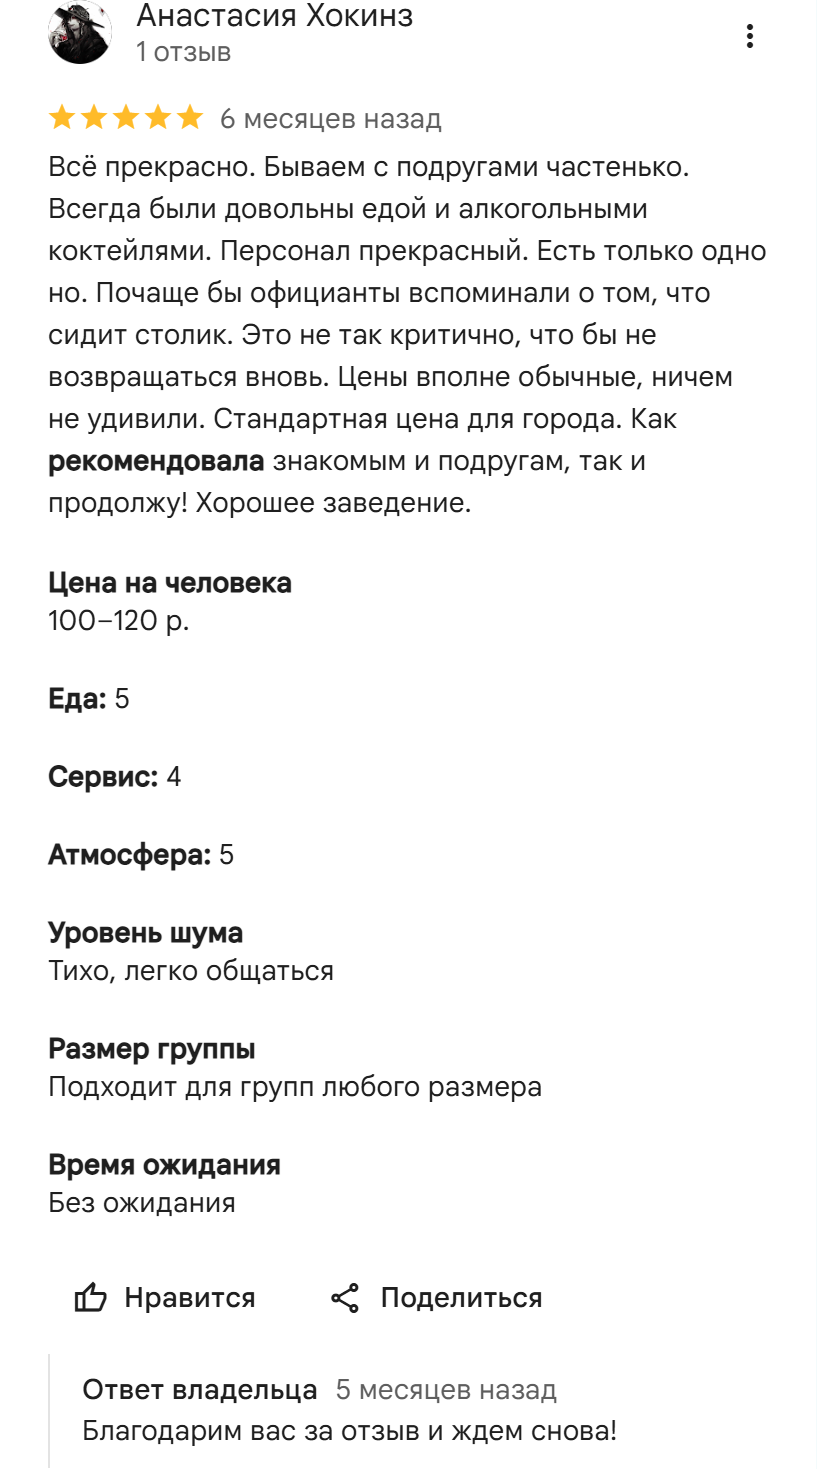 Анастасия Хокинз
1 отзыв
6 месяцев назад
Всё прекрасно. Бываем с подругами частенько.
Всегда были довольны едой и алкогольными
коктейлями. Персонал прекрасный. Есть только одно
но. Почаще бы официанты вспоминали о том, что
сидит столик. Это не так критично, что бы не
возвращаться вновь. Цены вполне обычные, ничем
не удивили. Стандартная цена для города. Как
рекомендовала знакомым и подругам, так и
продолжу! Хорошее заведение.
Цена на человека
100–120 р.
Еда: 5
Сервис: 4
Атмосфера: 5
Уровень шума
Тихо, легко общаться
Размер группы
Подходит для групп любого размера
Время ожидания
Без ожидания
Нравится Поделиться
Ответ владельца 5 месяцев назад
Благодарим вас за отзыв и ждем снова!